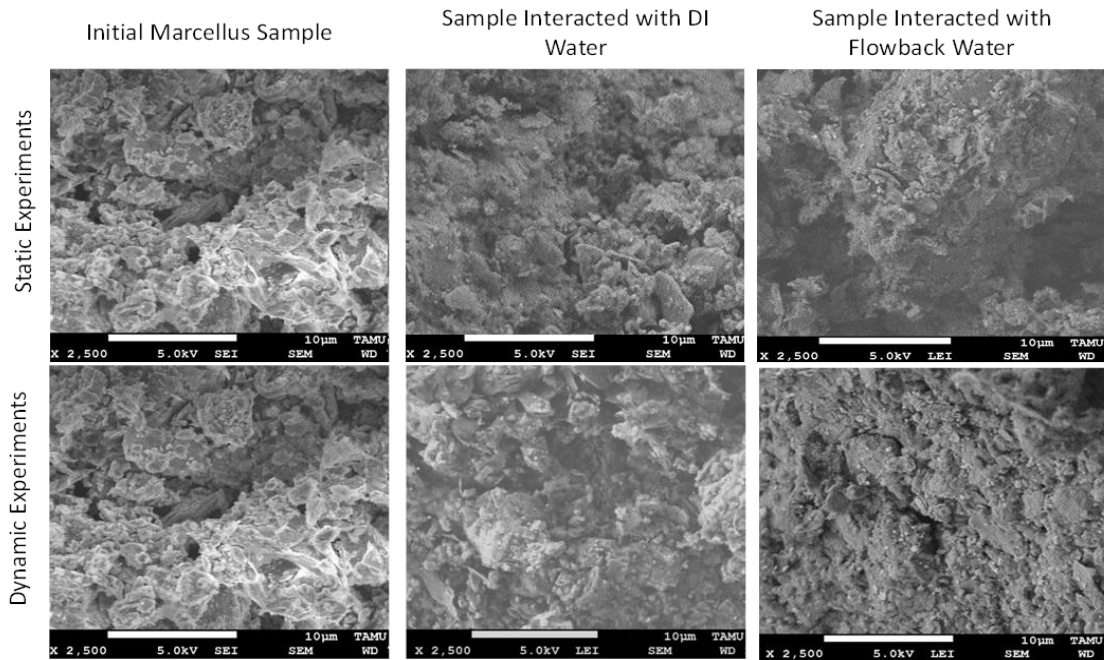 Initial Marcellus Sample
Sample Interacted with DI
Water
Sample Interacted with
Flowback Water
Static Experiments
10µm TAMU
X 2,500 5.0kV SEI SEM WD
10µm TAMU
X 2,500 5.0kV SEI SEM WD
10µm TAMU
X 2,500 5.0kV LEI SEM WD
Dynamic Experiments
10µm TAMU
X 2,500 5.0kV SEI SEM WD
10µm TAMU
X 2,500 5.0kV LEI SEM WD
10µm TAMU
X 2,500 5.0kV LEI SEM WD